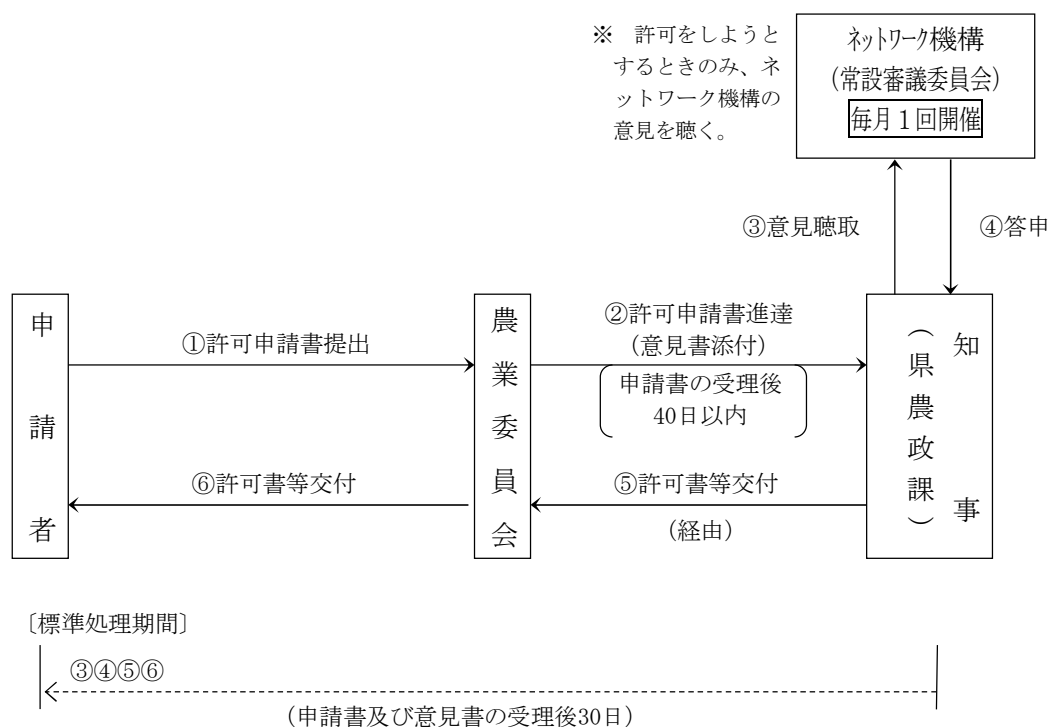 ※　許可をしようと
するときのみ、ネ
ットワーク機構の
意見を聴く。
ネットワーク機構
(常設審議委員会)
毎月１回開催
③意見聴取
④答申
申請者
①許可申請書提出
農業委員会
②許可申請書進達
(意見書添付)
申請書の受理後
40日以内
知事
（県農政課）
⑥許可書等交付
⑤許可書等交付
(経由)
〔標準処理期間〕
③④⑤⑥
(申請書及び意見書の受理後30日)